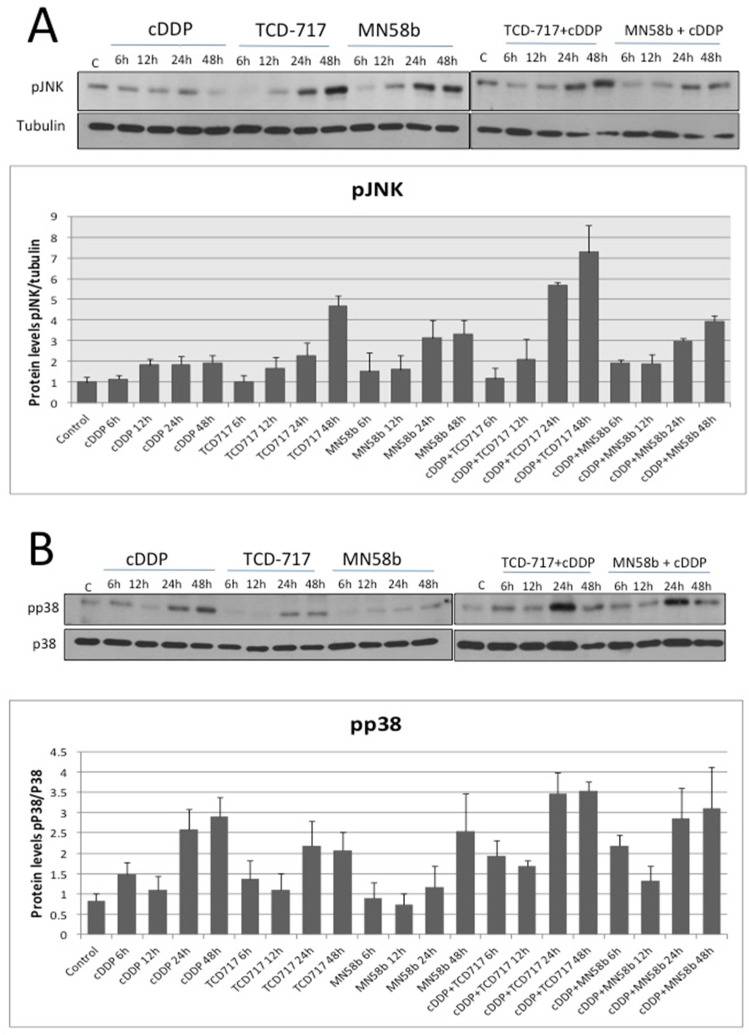 A
cDDP TCD-717 MN58b TCD-717+cDDP MN58b + cDDP
C 6h 12h 24h 48h 6h 12h 24h 48h 6h 12h 24h 48h C 6h 12h 24h 48h 6h 12h 24h 48h
pJNK
Tubulin
pJNK
Protein levels pJNK/tubulin
9
8
7
6
5
4
3
2
1
0
Control
cDDP 6h
cDDP 12h
cDDP 24h
cDDP 48h
TCD717 6h
TCD717 12h
TCD717 24h
TCD717 48h
MN58b 6h
MN58b 12h
MN58b 24h
MN58b 48h
cDDP+TCD717 6h
cDDP+TCD717 12h
cDDP+TCD717 24h
cDDP+TCD717 48h
cDDP+MN58b 6h
cDDP+MN58b 12h
cDDP+MN58b 24h
cDDP+MN58b 48h
B
cDDP TCD-717 MN58b TCD-717+cDDP MN58b + cDDP
C 6h 12h 24h 48h 6h 12h 24h 48h 6h 12h 24h 48h C 6h 12h 24h 48h 6h 12h 24h 48h
pp38
p38
pp38
Protein levels pP38/P38
4.5
4
3.5
3
2.5
2
1.5
1
0.5
0
Control
cDDP 6h
cDDP 12h
cDDP 24h
cDDP 48h
TCD717 6h
TCD717 12h
TCD717 24h
TCD717 48h
MN58b 6h
MN58b 12h
MN58b 24h
MN58b 48h
cDDP+TCD717 6h
cDDP+TCD717 12h
cDDP+TCD717 24h
cDDP+TCD717 48h
cDDP+MN58b 6h
cDDP+MN58b 12h
cDDP+MN58b 24h
cDDP+MN58b 48h